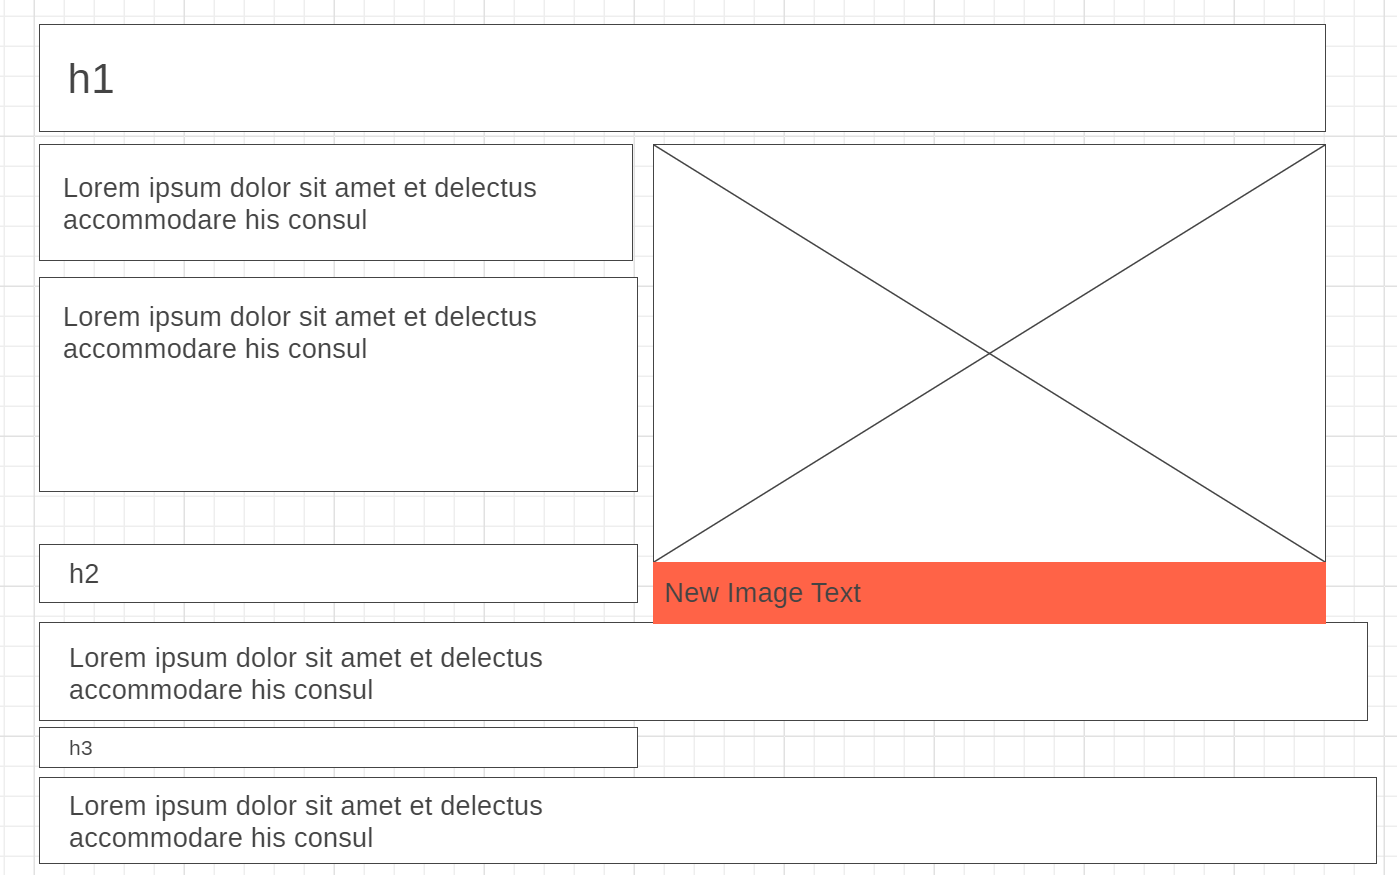 h1
Lorem ipsum dolor sit amet et delectus
accommodare his consul
Lorem ipsum dolor sit amet et delectus
accommodare his consul
h2
New Image Text
Lorem ipsum dolor sit amet et delectus
accommodare his consul
h3
Lorem ipsum dolor sit amet et delectus
accommodare his consul